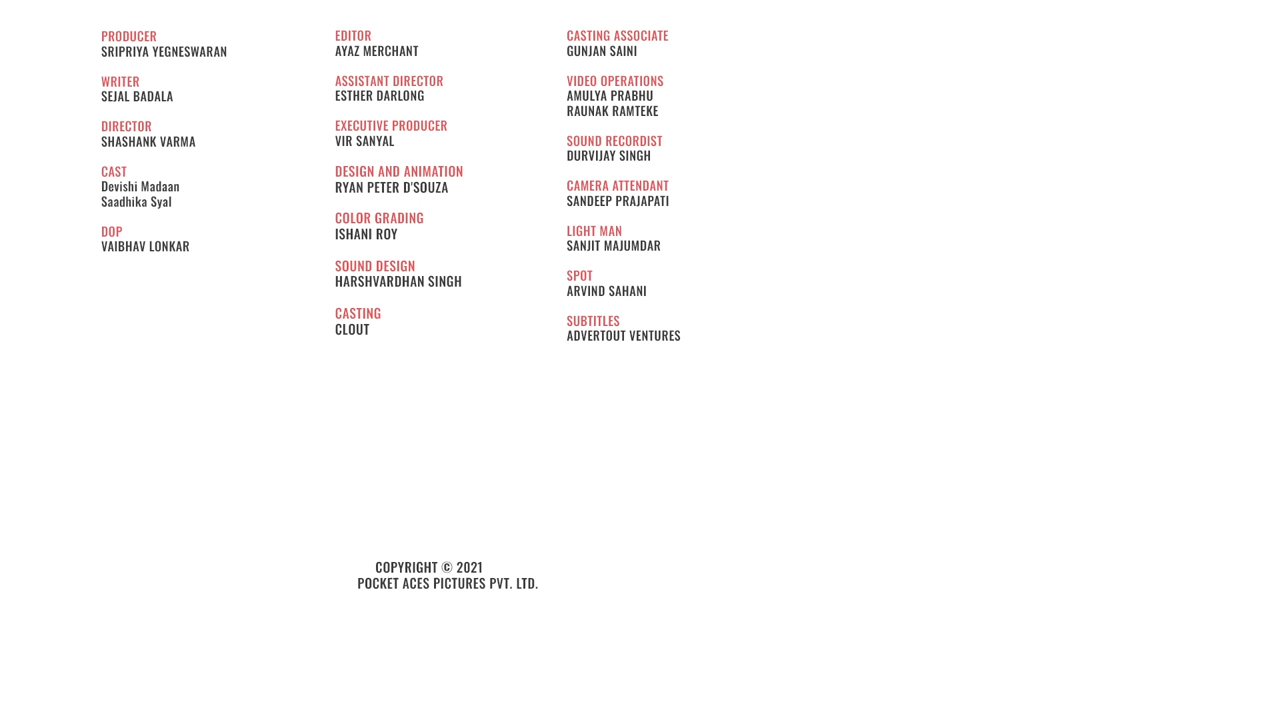 PRODUCER
SRIPRIYA YEGNESWARAN
WRITER
SEJAL BADALA
DIRECTOR
SHASHANK VARMA
CAST
Devishi Madaan
Saadhika Syal
DOP
VAIBHAV LONKAR
EDITOR
AYAZ MERCHANT
ASSISTANT DIRECTOR
ESTHER DARLONG
EXECUTIVE PRODUCER
VIR SANYAL
DESIGN AND ANIMATION
RYAN PETER D'SOUZA
COLOR GRADING
ISHANI ROY
SOUND DESIGN
HARSHVARDHAN SINGH
CASTING
CLOUT
CASTING ASSOCIATE
GUNJAN SAINI
VIDEO OPERATIONS
AMULYA PRABHU
RAUNAK RAMTEKE
SOUND RECORDIST
DURVIJAY SINGH
CAMERA ATTENDANT
SANDEEP PRAJAPATI
LIGHT MAN
SANJIT MAJUMDAR
SPOT
ARVIND SAHANI
SUBTITLES
ADVERTOUT VENTURES
COPYRIGHT © 2021
POCKET ACES PICTURES PVT. LTD.